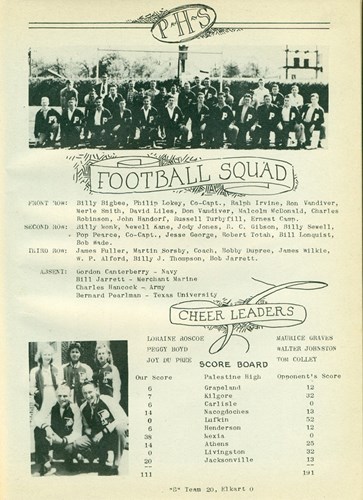 P-H-S
FOOTBALL SQUAD
FRONT ROW: Billy Bigbee, Philip Lokey, Co-Capt., Ralph Irvine, Ron Vandiver,
Merle Smith, David Liles, Don Vandiver, Malcolm McDonald, Charles
Robinson, John Handorf, Russell Turbyfill, Ernest Camp.
SECOND ROW: Billy Monk, Newell Kane, Jody Jones, S. C. Gibson, Billy Sewell,
Pop Pearce, Co-Capt., Jesse George, Robert Totah, Bill Lonquist,
Bob Wade.
THIRD ROW: James Fuller, Martin Sorsby, Coach, Bobby Dupree, James Wilkie,
W. P. Alford, Billy J. Thompson, Bob Jarrett.
ABSENT: Gordon Canterberry - Navy
Bill Jarrett - Merchant Marine
Charles Hancock - Army
Bernard Pearlman - Texas University
CHEER LEADERS
LORAINE ROSCOE MAURICE GRAVES
PEGGY BOYD WALTER JOHNSTON
JOY DU PREE TOM COLLEY
SCORE BOARD
Our Score Palestine High Opponent's Score
6 Grapeland 12
7 Kilgore 32
6 Carlisle 0
14 Nacogdoches 13
0 Lufkin 52
6 Henderson 12
38 Mexia 0
14 Athens 25
0 Livingston 32
20 Jacksonville 13
111 191
"B" Team 20, Elkart 0